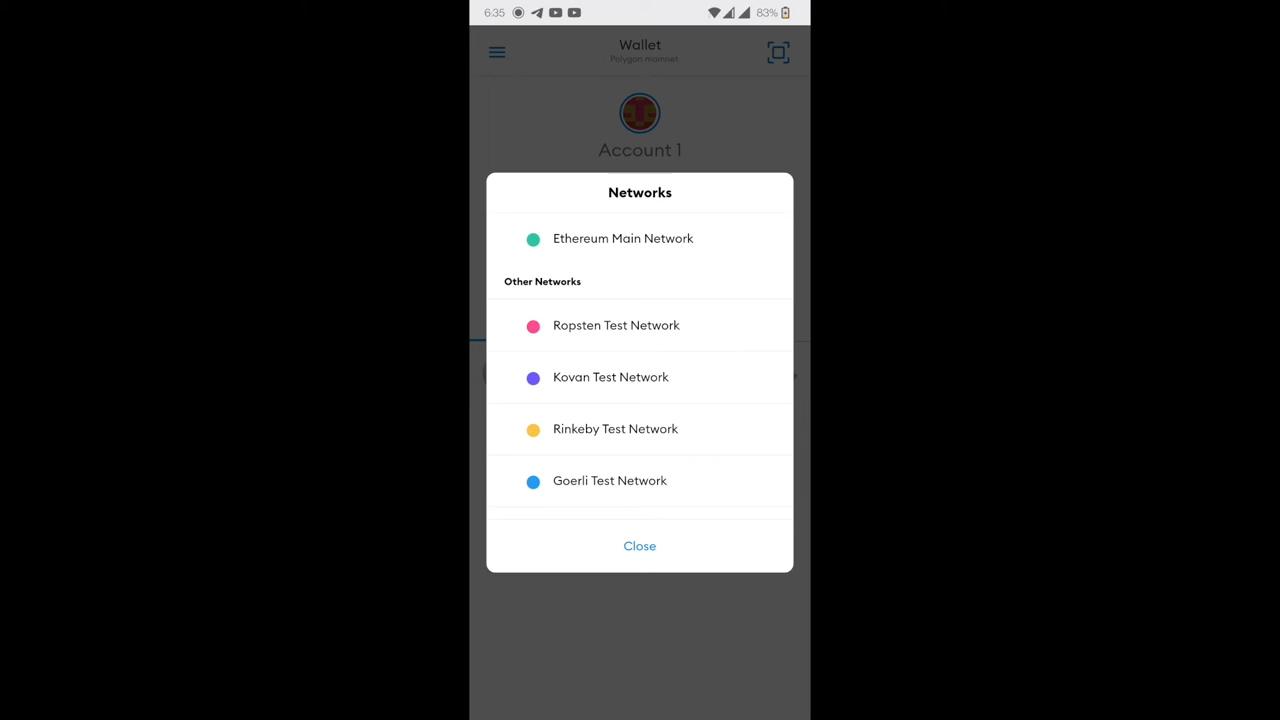 6:35
83%
Wallet
Polygon mainnet
Account 1
Networks
Ethereum Main Network
Other Networks
Ropsten Test Network
Kovan Test Network
Rinkeby Test Network
Goerli Test Network
Close